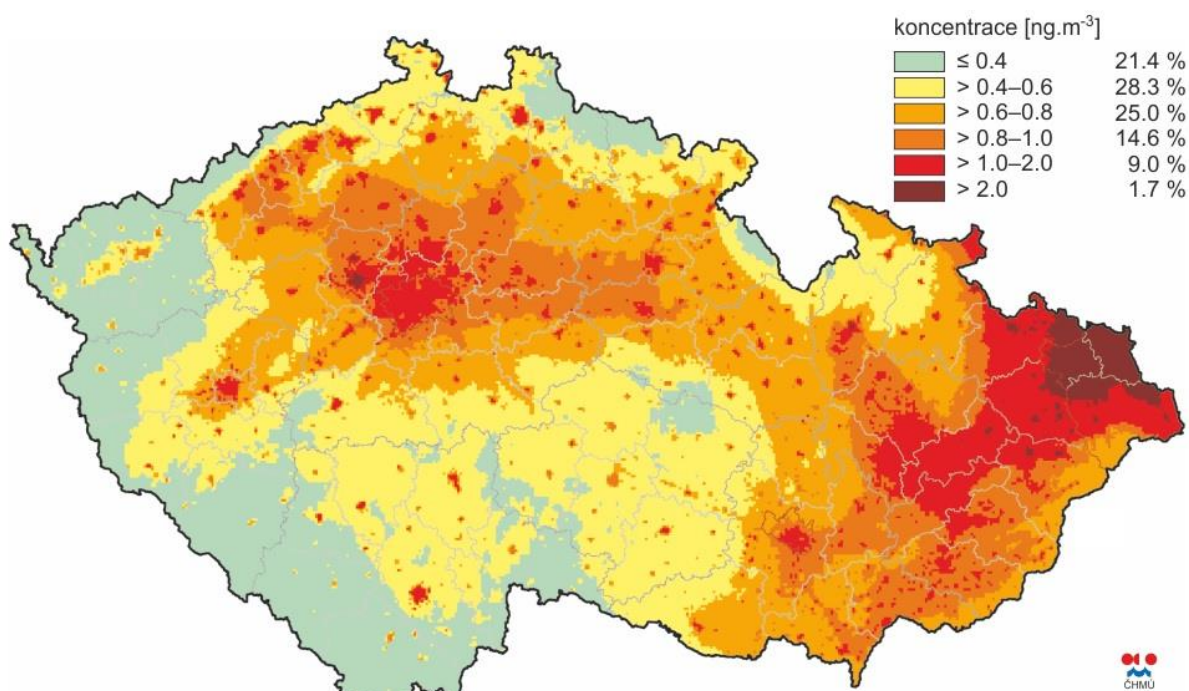 koncentrace [ng.m-3]
≤ 0.4 21.4 %
> 0.4–0.6 28.3 %
> 0.6–0.8 25.0 %
> 0.8–1.0 14.6 %
> 1.0–2.0 9.0 %
> 2.0 1.7 %
ČHMÚ